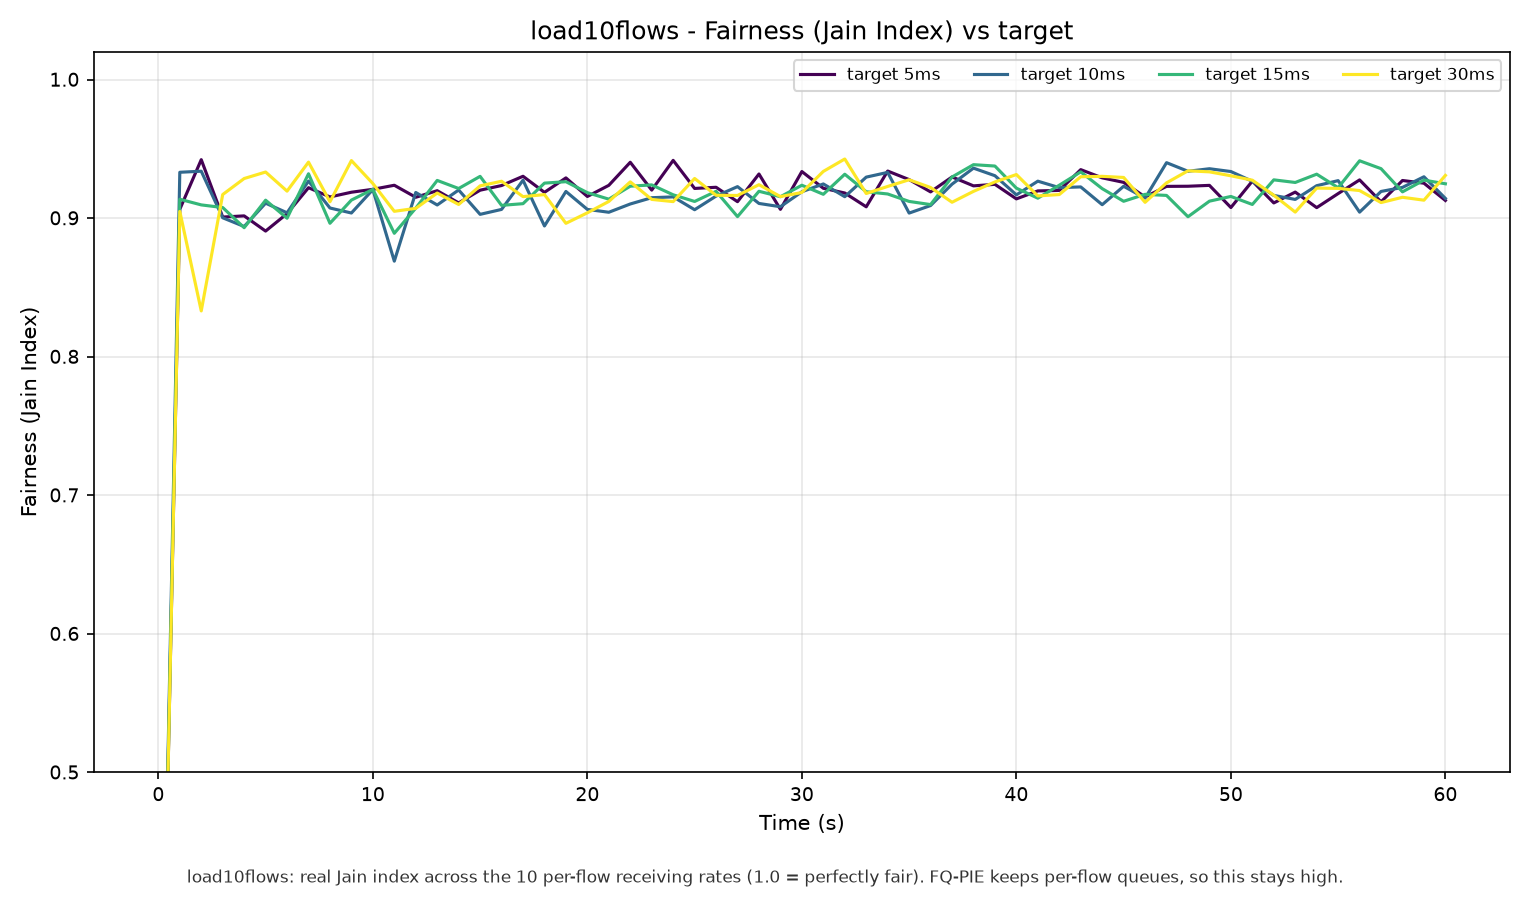 load10flows - Fairness (Jain Index) vs target
target 5ms target 10ms target 15ms target 30ms
Fairness (Jain Index)
1.0
0.9
0.8
0.7
0.6
0.5
0 10 20 30 40 50 60
Time (s)
load10flows: real Jain index across the 10 per-flow receiving rates (1.0 = perfectly fair). FQ-PIE keeps per-flow queues, so this stays high.